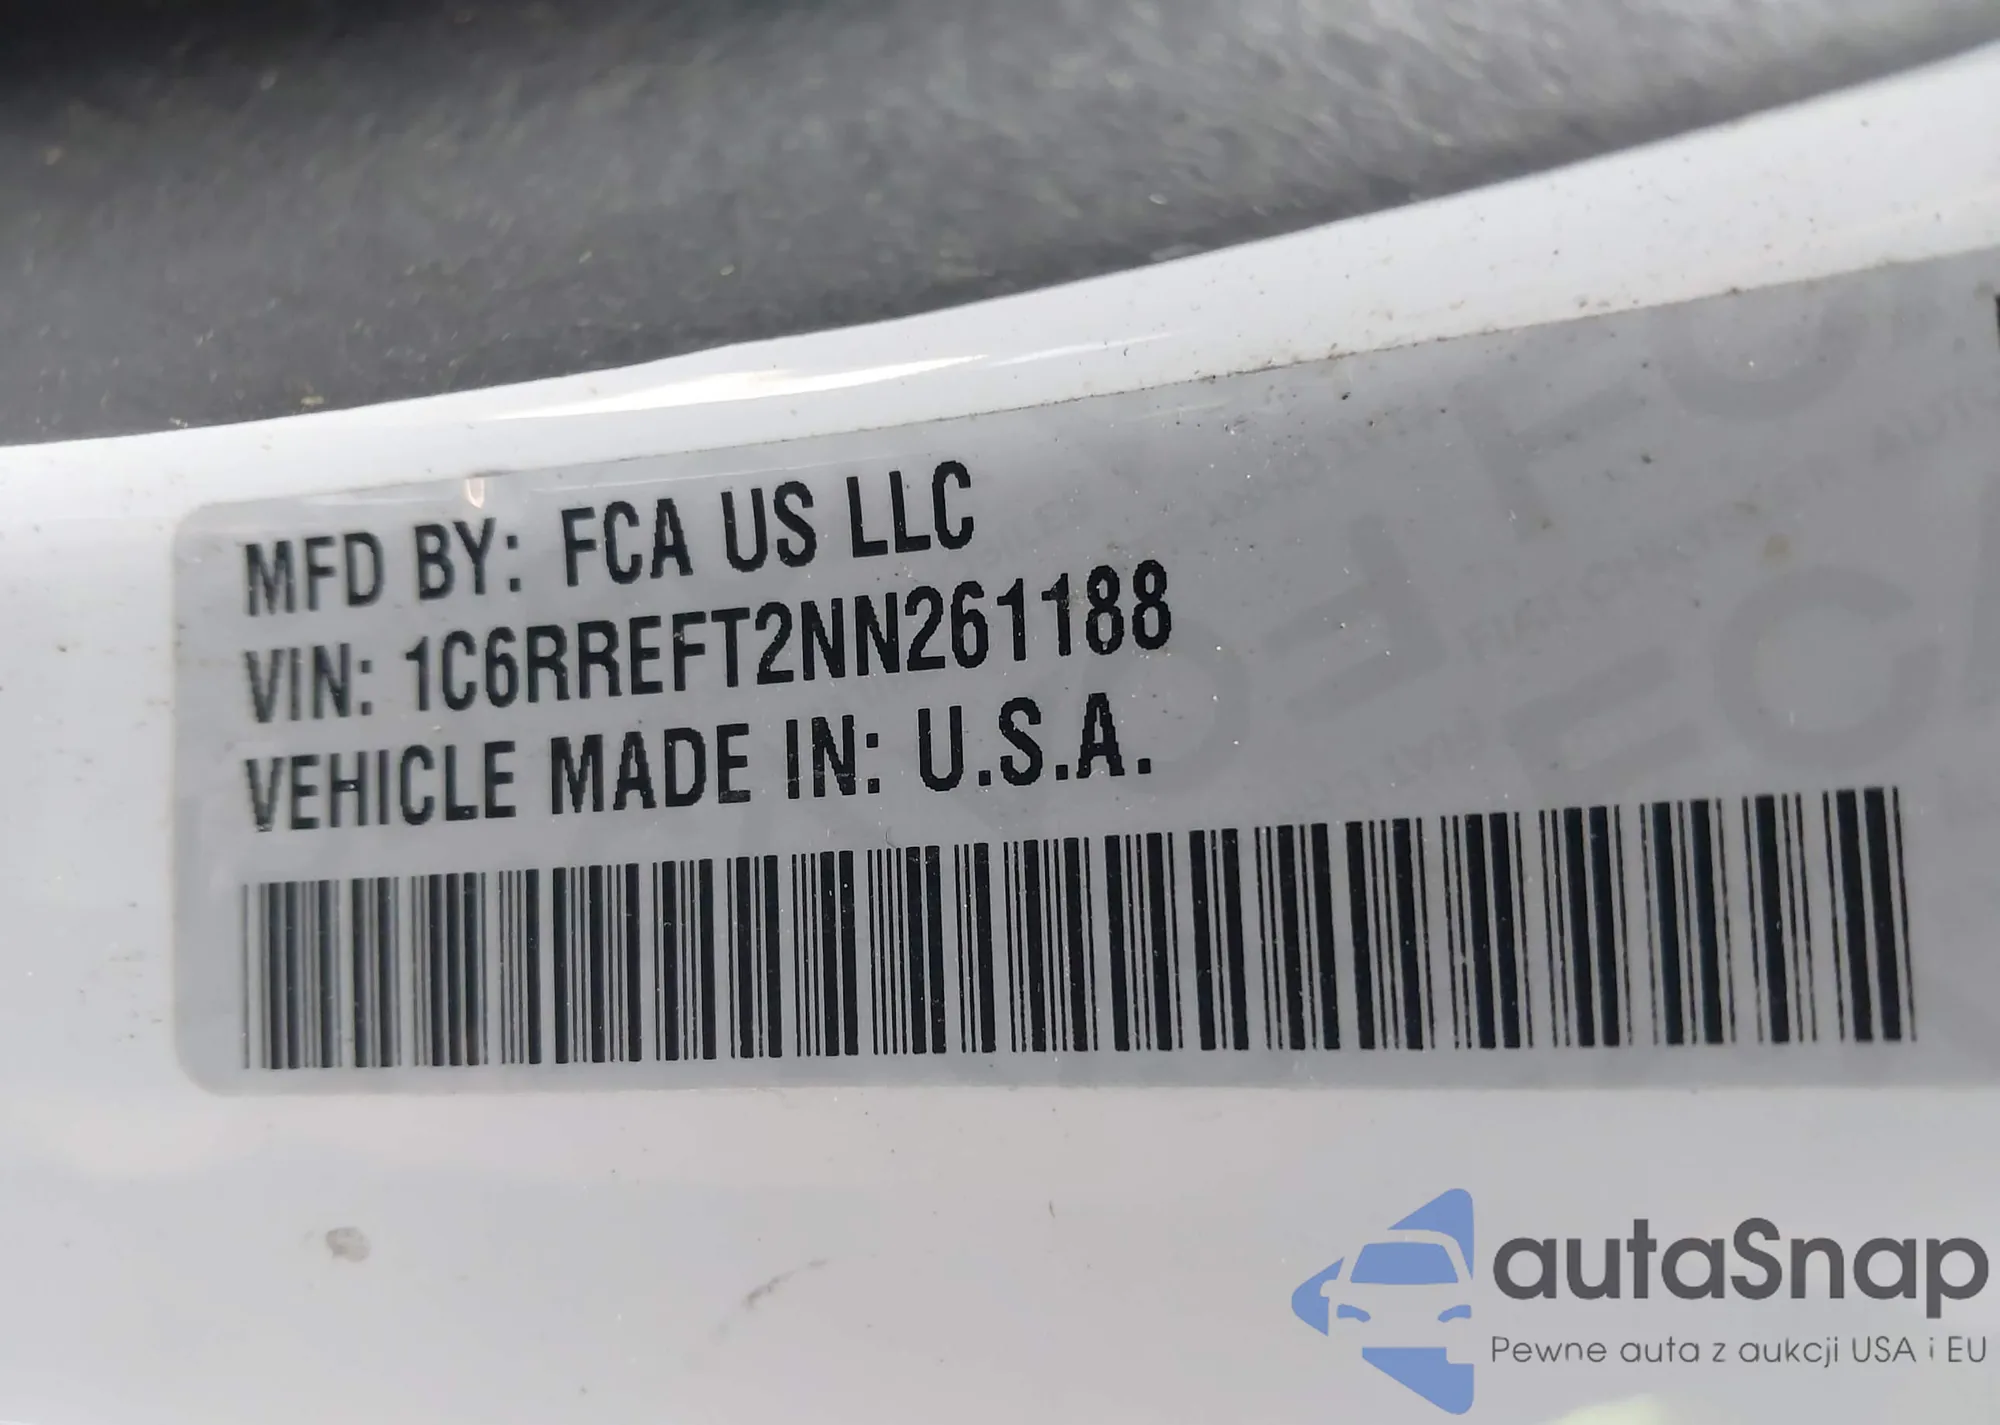 MFD BY: FCA US LLC
VIN: 1C6RREFT2NN261188
VEHICLE MADE IN: U.S.A.
autaSnap
Pewne auta z aukcji USA i EU